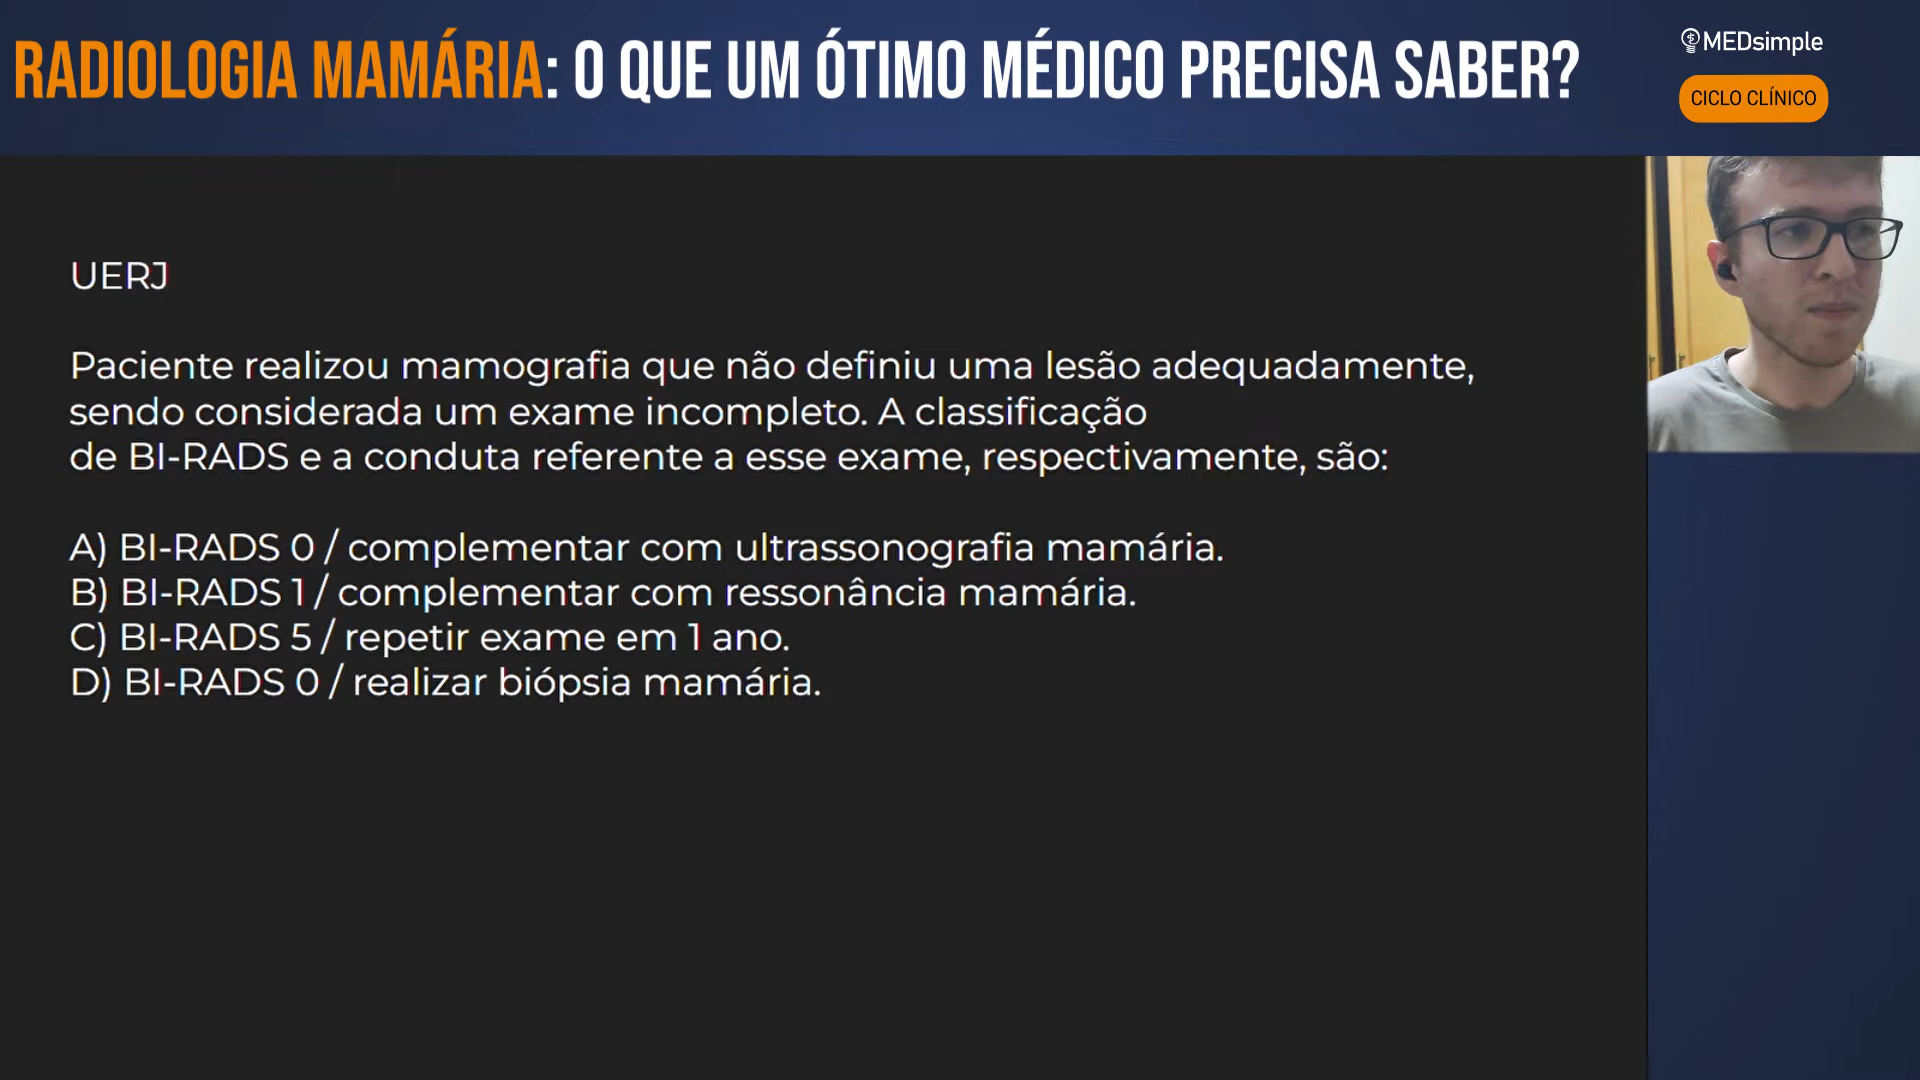 RADIOLOGIA MAMÁRIA: O QUE UM ÓTIMO MÉDICO PRECISA SABER?
MEDsimple
CICLO CLÍNICO
UERJ
Paciente realizou mamografia que não definiu uma lesão adequadamente,
sendo considerada um exame incompleto. A classificação
de BI-RADS e a conduta referente a esse exame, respectivamente, são:
A) BI-RADS 0 / complementar com ultrassonografia mamária.
B) BI-RADS 1 / complementar com ressonância mamária.
C) BI-RADS 5 / repetir exame em 1 ano.
D) BI-RADS 0 / realizar biópsia mamária.